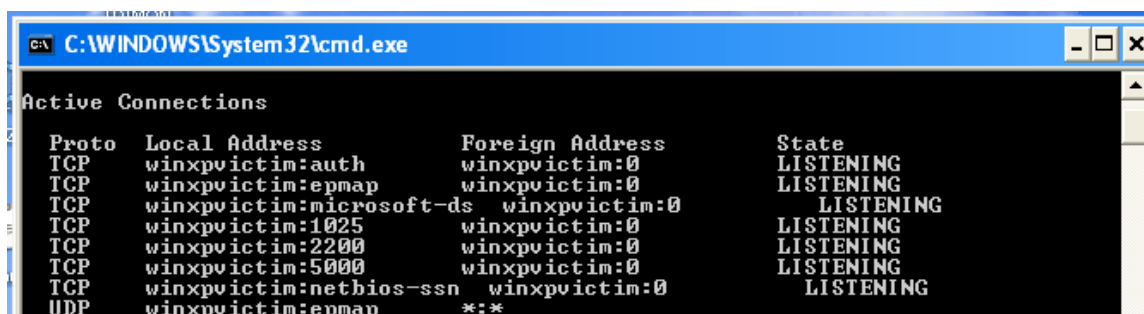 C:\WINDOWS\System32\cmd.exe
Active Connections
Proto Local Address Foreign Address State
TCP winxpvictim:auth winxpvictim:0 LISTENING
TCP winxpvictim:epmap winxpvictim:0 LISTENING
TCP winxpvictim:microsoft-ds winxpvictim:0 LISTENING
TCP winxpvictim:1025 winxpvictim:0 LISTENING
TCP winxpvictim:2200 winxpvictim:0 LISTENING
TCP winxpvictim:5000 winxpvictim:0 LISTENING
TCP winxpvictim:netbios-ssn winxpvictim:0 LISTENING
UDP winxpvictim:epmap *:*